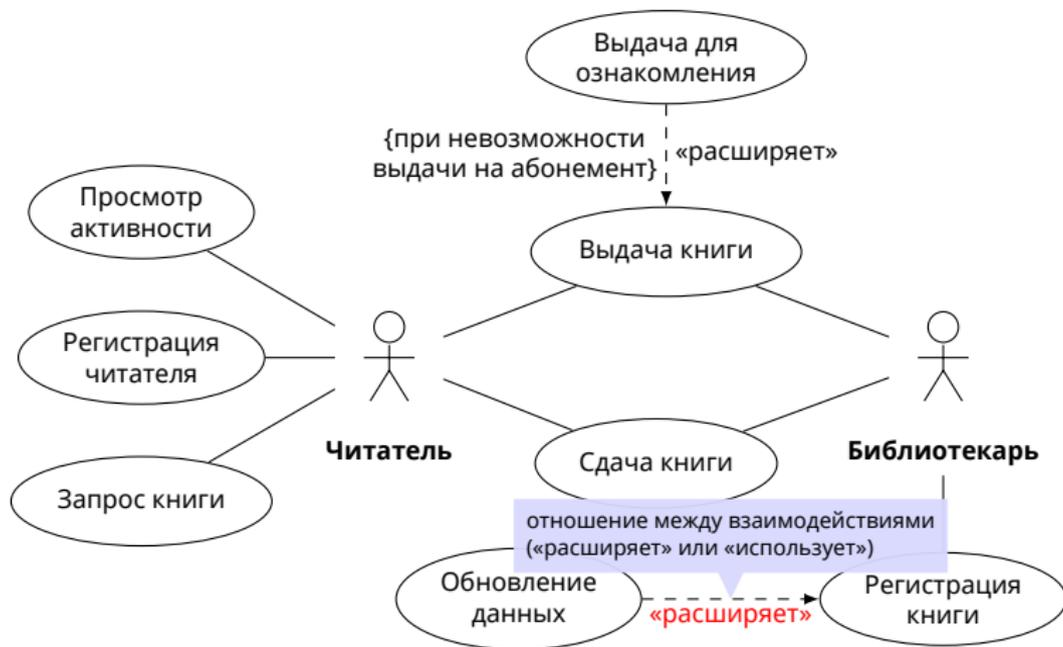 Выдача для
ознакомления
{при невозможности
выдачи на абонемент}
«расширяет»
Просмотр
активности
Выдача книги
Регистрация
читателя
Читатель
Библиотекарь
Сдача книги
Запрос книги
отношение между взаимодействиями
(«расширяет» или «использует»)
Обновление
данных
«расширяет»
Регистрация
книги